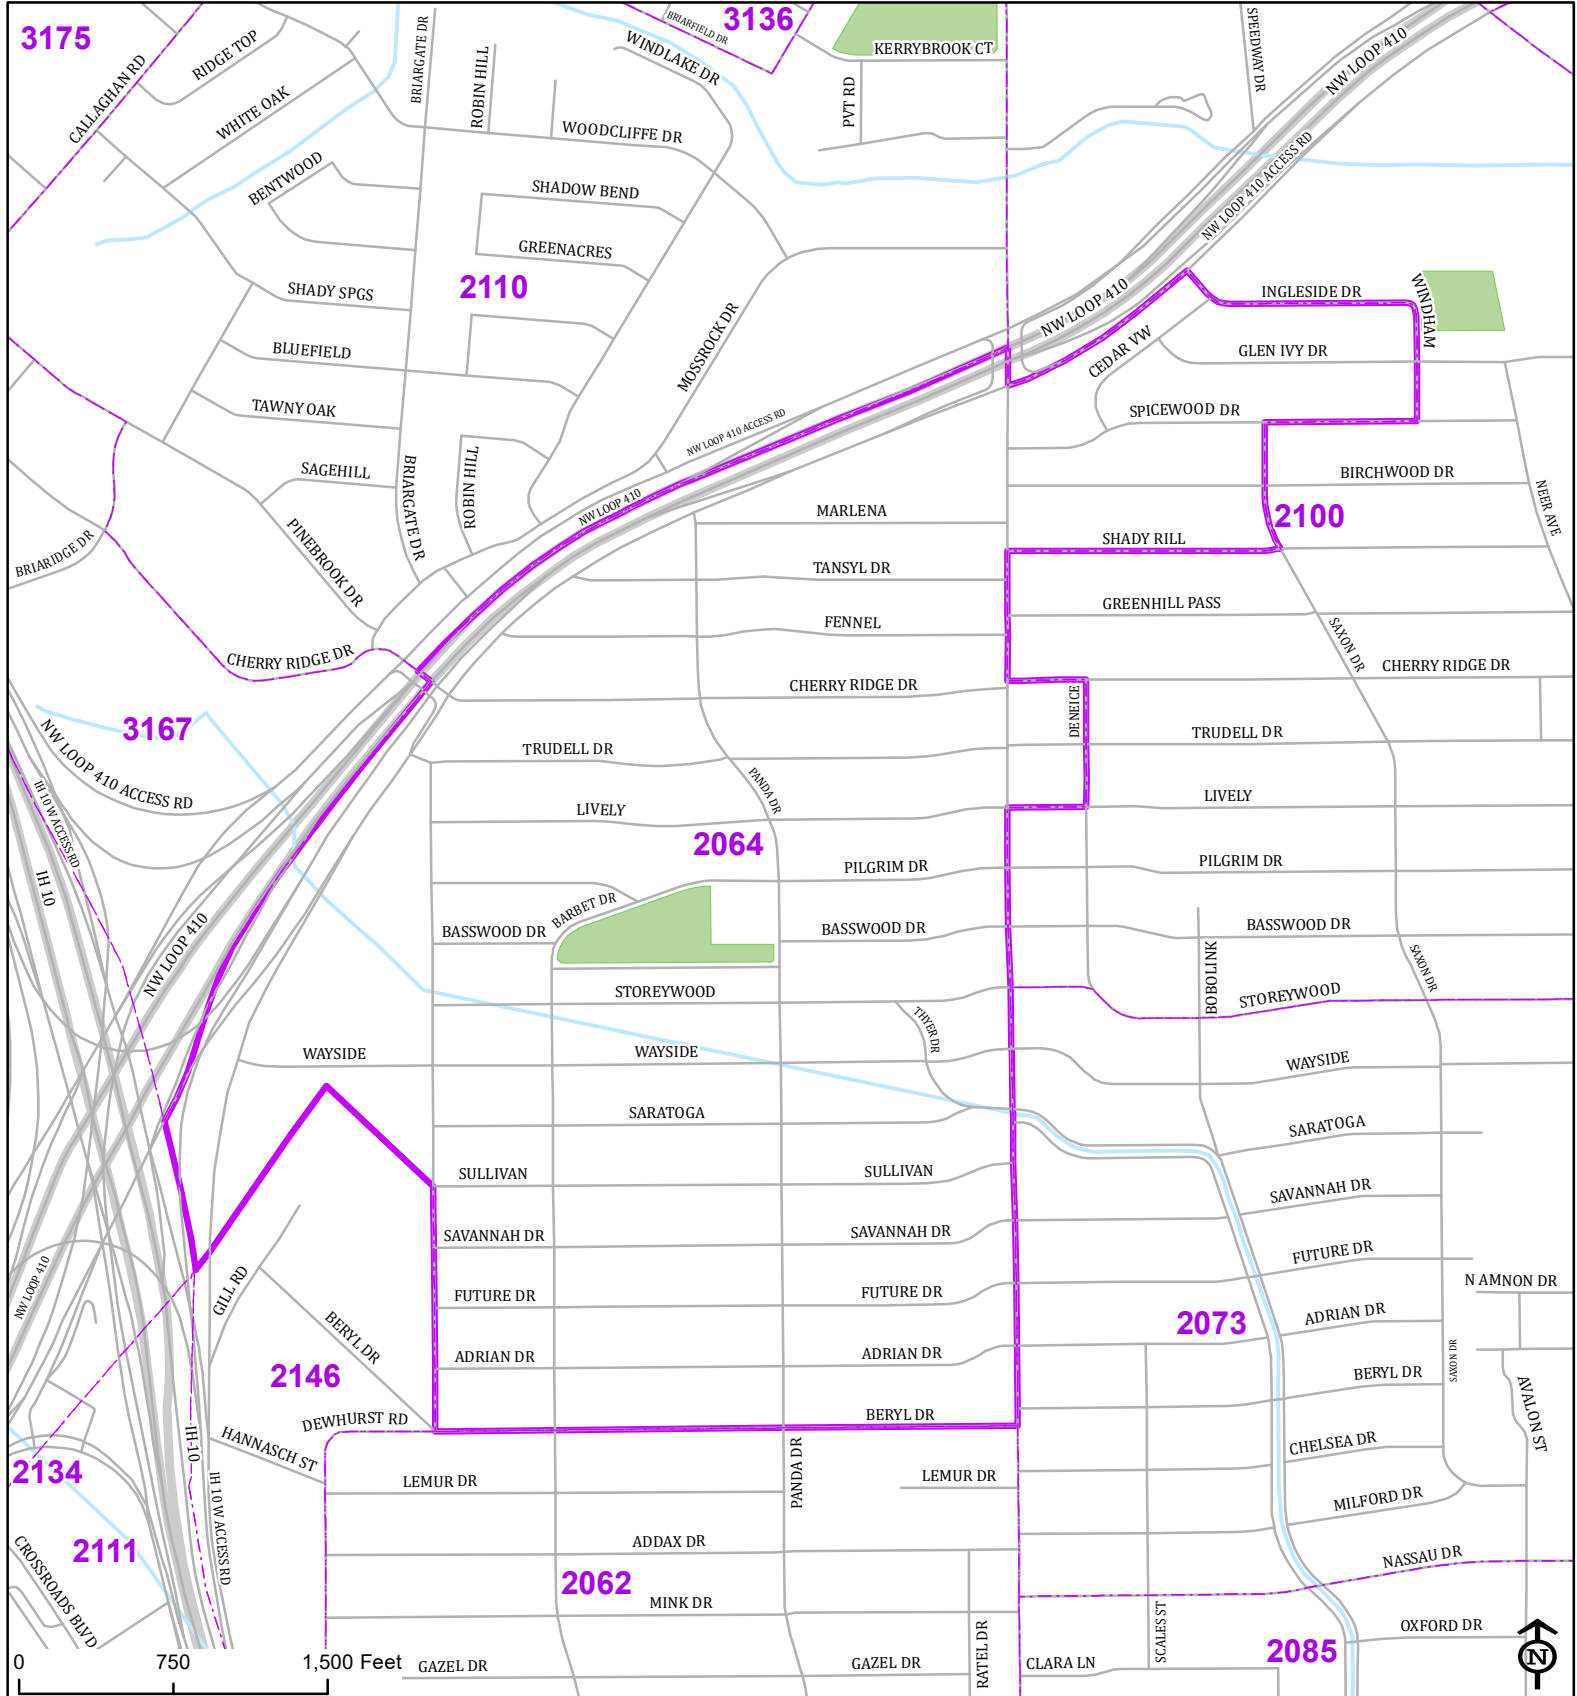 3175
3136
BRIARFIELD DR
KERRYBROOK CT
SPEEDWAY DR
NW LOOP 410
NW LOOP 410
CALLAGHAN RD
RIDGE TOP
BRIARGATE DR
ROBIN HILL
WINDLAKE DR
PVT RD
WHITE OAK
WOODCLIFFE DR
NW LOOP 410 ACCESS RD
BENTWOOD
SHADOW BEND
GREENACRES
2110
SHADY SPGS
NW LOOP 410
INGLESIDE DR
WINDHAM
BLUEFIELD
MOSSROCK DR
CEDAR VW
GLEN IVY DR
TAWNY OAK
NW LOOP 410 ACCESS RD
SPICEWOOD DR
SAGEHILL
BRIARGATE DR
ROBIN HILL
NW LOOP 410
BIRCHWOOD DR
NEER AVE
MARLENA
2100
PINEBROOK DR
SHADY RILL
BRIARIDGE DR
TANSYL DR
GREENHILL PASS
FENNEL
SAXON DR
CHERRY RIDGE DR
CHERRY RIDGE DR
CHERRY RIDGE DR
DENEICE
3167
NW LOOP 410 ACCESS RD
TRUDELL DR
TRUDELL DR
IH 10 W ACCESS RD
PANDA DR
LIVELY
LIVELY
2064
IH 10
PILGRIM DR
PILGRIM DR
BARBET DR
NW LOOP 410
BASSWOOD DR
BASSWOOD DR
BASSWOOD DR
BOBOLINK
SAXON DR
STOREYWOOD
STOREYWOOD
THYER DR
WAYSIDE
WAYSIDE
WAYSIDE
SARATOGA
SARATOGA
SULLIVAN
SULLIVAN
SAVANNAH DR
SAVANNAH DR
SAVANNAH DR
NW LOOP 410
GILL RD
FUTURE DR
FUTURE DR
FUTURE DR
N AMNON DR
BERYL DR
2073
ADRIAN DR
ADRIAN DR
ADRIAN DR
SAXON DR
2146
BERYL DR
AVALON ST
DEWHURST RD
BERYL DR
IH-10
HANNASCH ST
CHELSEA DR
2134
IH 10 W ACCESS RD
LEMUR DR
PANDA DR
LEMUR DR
MILFORD DR
CROSSROADS BLVD
2111
ADDAX DR
NASSAU DR
2062
MINK DR
SCALES ST
OXFORD DR
RATEL DR
2085
0 750 1,500 Feet
GAZEL DR
GAZEL DR
CLARA LN
N